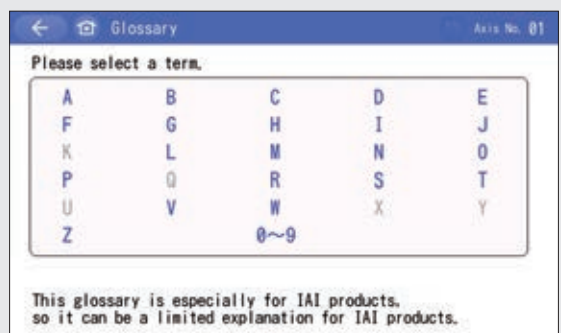 Glossary Axis No. 01
Please select a term.
A B C D E
F G H I J
K L M N O
P Q R S T
U V W X Y
Z 0～9
This glossary is especially for IAI products.
so it can be a limited explanation for IAI products.